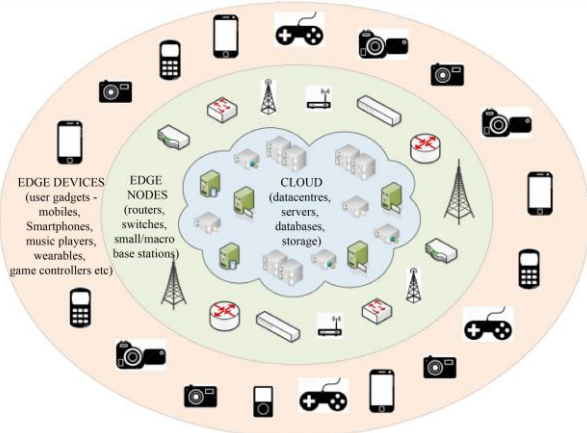 EDGE DEVICES
(user gadgets -
mobiles,
Smartphones,
music players,
wearables,
game controllers etc)
EDGE
NODES
(routers,
switches,
small/macro
base stations)
CLOUD
(datacentres,
servers,
databases,
storage)